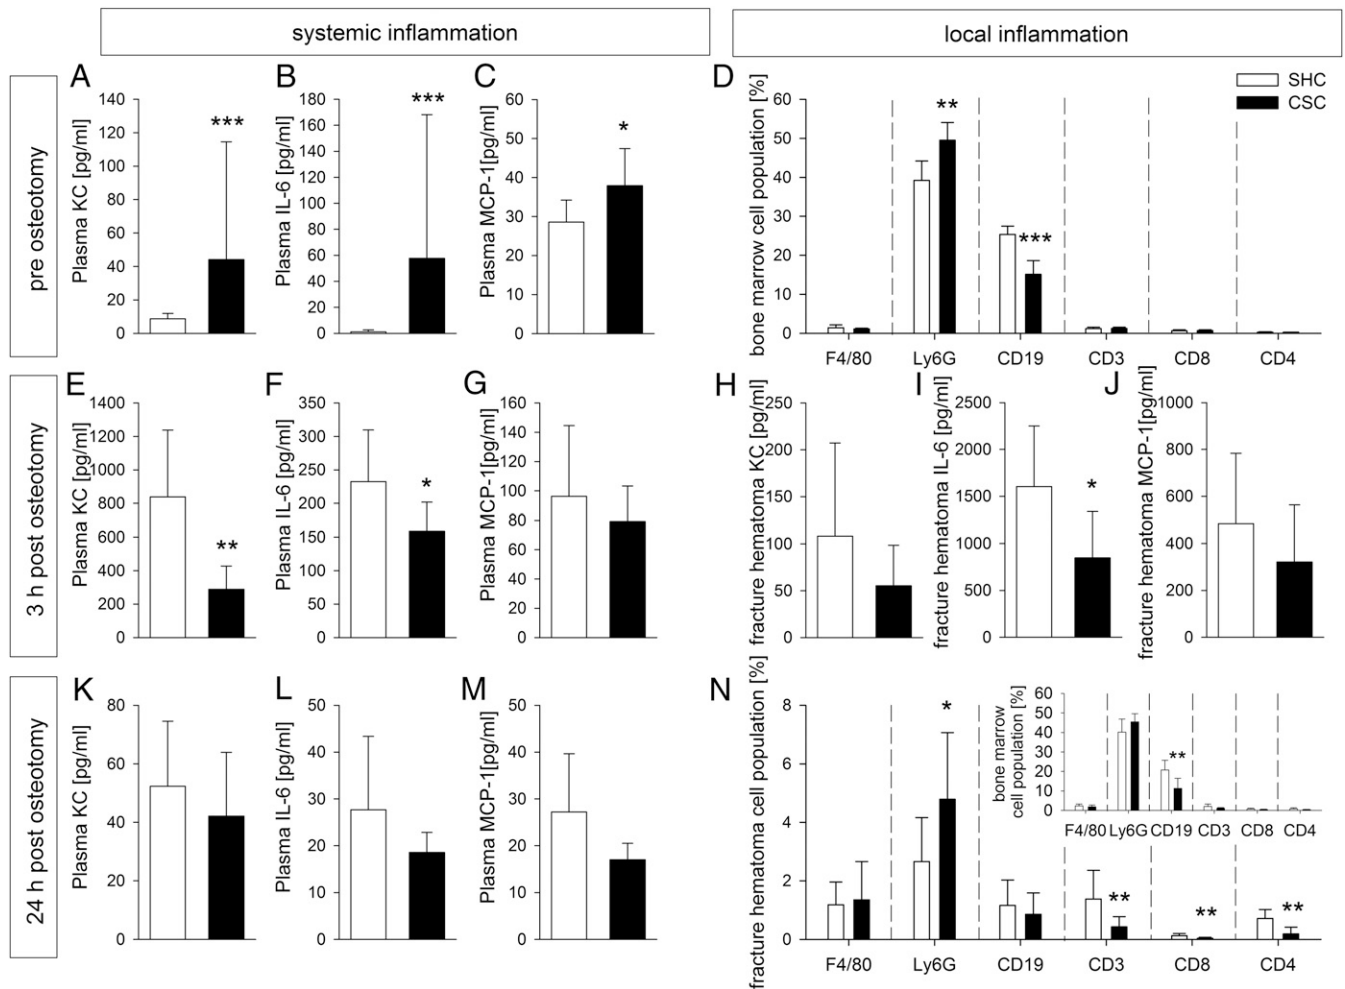 systemic inflammation
local inflammation
pre osteotomy
A
Plasma KC [pg/ml]
140
120
100
80
60
40
20
0
***
B
Plasma IL-6 [pg/ml]
180
160
140
120
100
80
60
40
20
0
***
C
Plasma MCP-1[pg/ml]
60
50
40
30
20
10
0
*
D
bone marrow cell population [%]
60
50
40
30
20
10
0
**
***
SHC
CSC
F4/80 Ly6G CD19 CD3 CD8 CD4
3 h post osteotomy
E
Plasma KC [pg/ml]
1400
1200
1000
800
600
400
200
0
**
F
Plasma IL-6 [pg/ml]
350
300
250
200
150
100
50
0
*
G
Plasma MCP-1[pg/ml]
160
140
120
100
80
60
40
20
0
H
fracture hematoma KC [pg/ml]
250
200
150
100
50
0
I
fracture hematoma IL-6 [pg/ml]
2500
2000
1500
1000
500
0
*
J
fracture hematoma MCP-1[pg/ml]
1000
800
600
400
200
0
24 h post osteotomy
K
Plasma KC [pg/ml]
80
60
40
20
0
L
Plasma IL-6 [pg/ml]
50
40
30
20
10
0
M
Plasma MCP-1[pg/ml]
50
40
30
20
10
0
N
fracture hematoma cell population [%]
8
6
4
2
0
*
**
**
**
F4/80 Ly6G CD19 CD3 CD8 CD4
bone marrow
cell population [%]
60
50
40
30
20
10
0
**
F4/80 Ly6G CD19 CD3 CD8 CD4